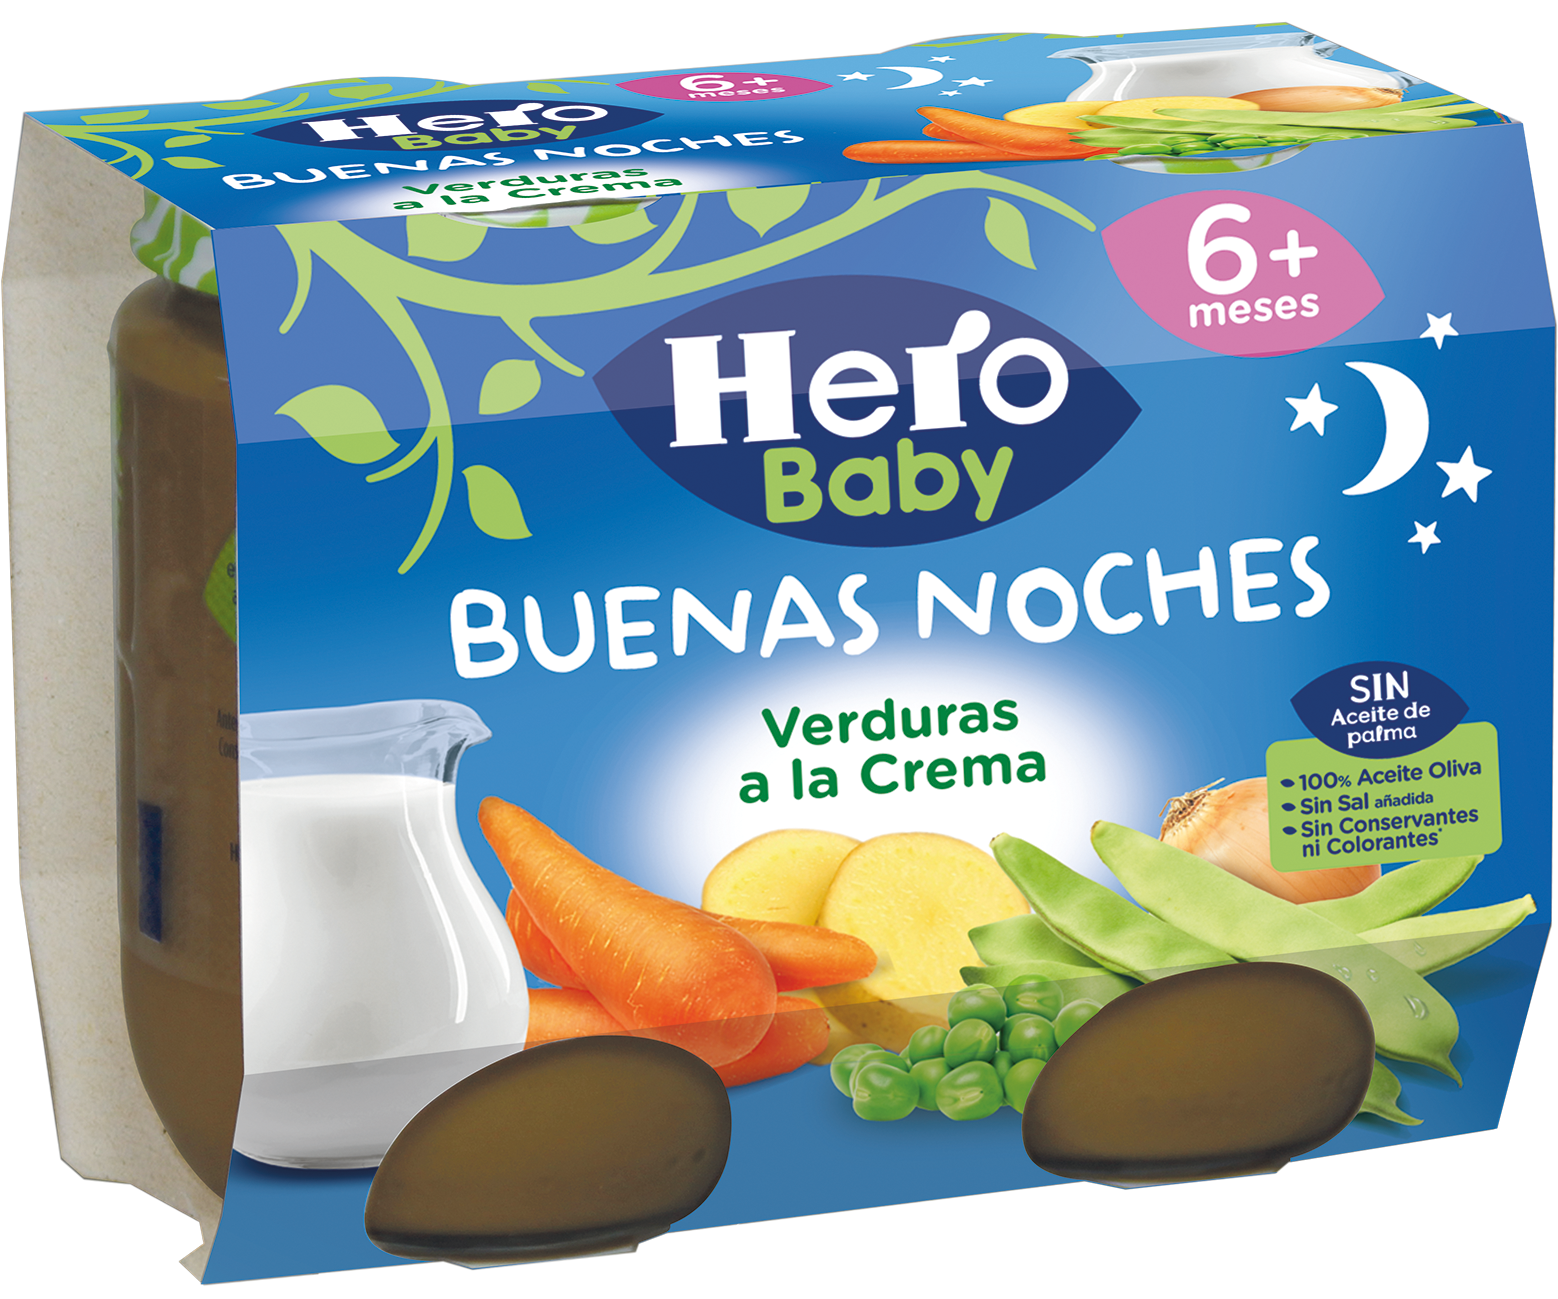 6+
meses
Hero
Baby
BUENAS NOCHES
Verduras
a la Crema
6+
meses
Hero
Baby
BUENAS NOCHES
Verduras
a la Crema
SIN
Aceite de
palma
• 100% Aceite Oliva
• Sin Sal añadida
• Sin Conservantes
ni Colorantes*